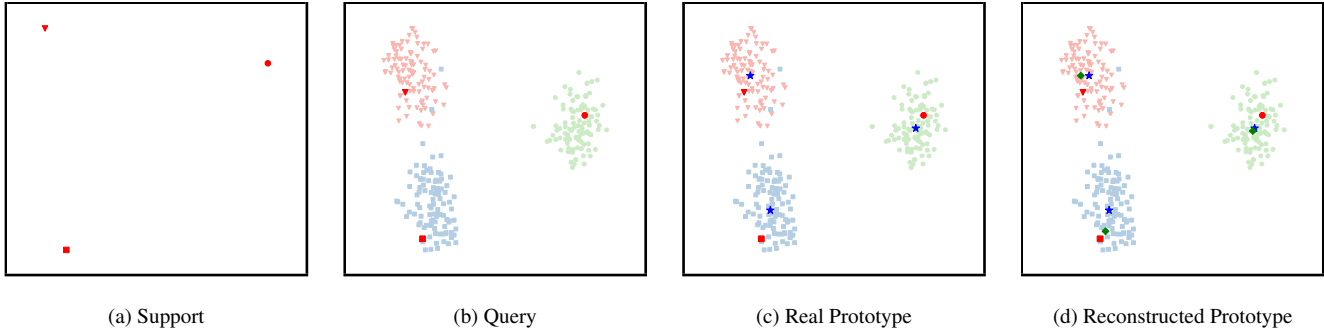 (a) Support
(b) Query
(c) Real Prototype
(d) Reconstructed Prototype